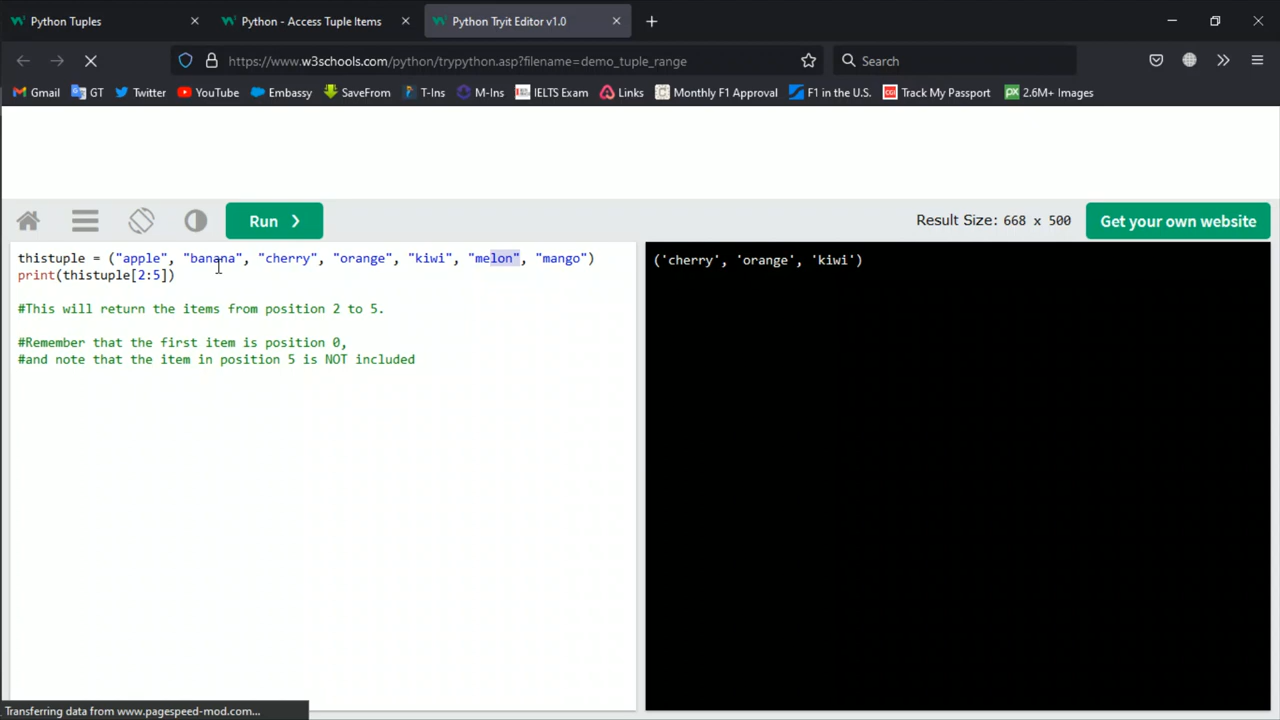 Python Tuples
Python - Access Tuple Items
Python Tryit Editor v1.0
https://www.w3schools.com/python/trypython.asp?filename=demo_tuple_range
Search
Gmail GT Twitter YouTube Embassy SaveFrom T-Ins M-Ins IELTS Exam Links Monthly F1 Approval F1 in the U.S. CGI Track My Passport px 2.6M+ Images
Run ❯
Result Size: 668 x 500
Get your own website
thistuple = ("apple", "banana", "cherry", "orange", "kiwi", "melon", "mango")
print(thistuple[2:5])
#This will return the items from position 2 to 5.
#Remember that the first item is position 0,
#and note that the item in position 5 is NOT included
('cherry', 'orange', 'kiwi')
Transferring data from www.pagespeed-mod.com...